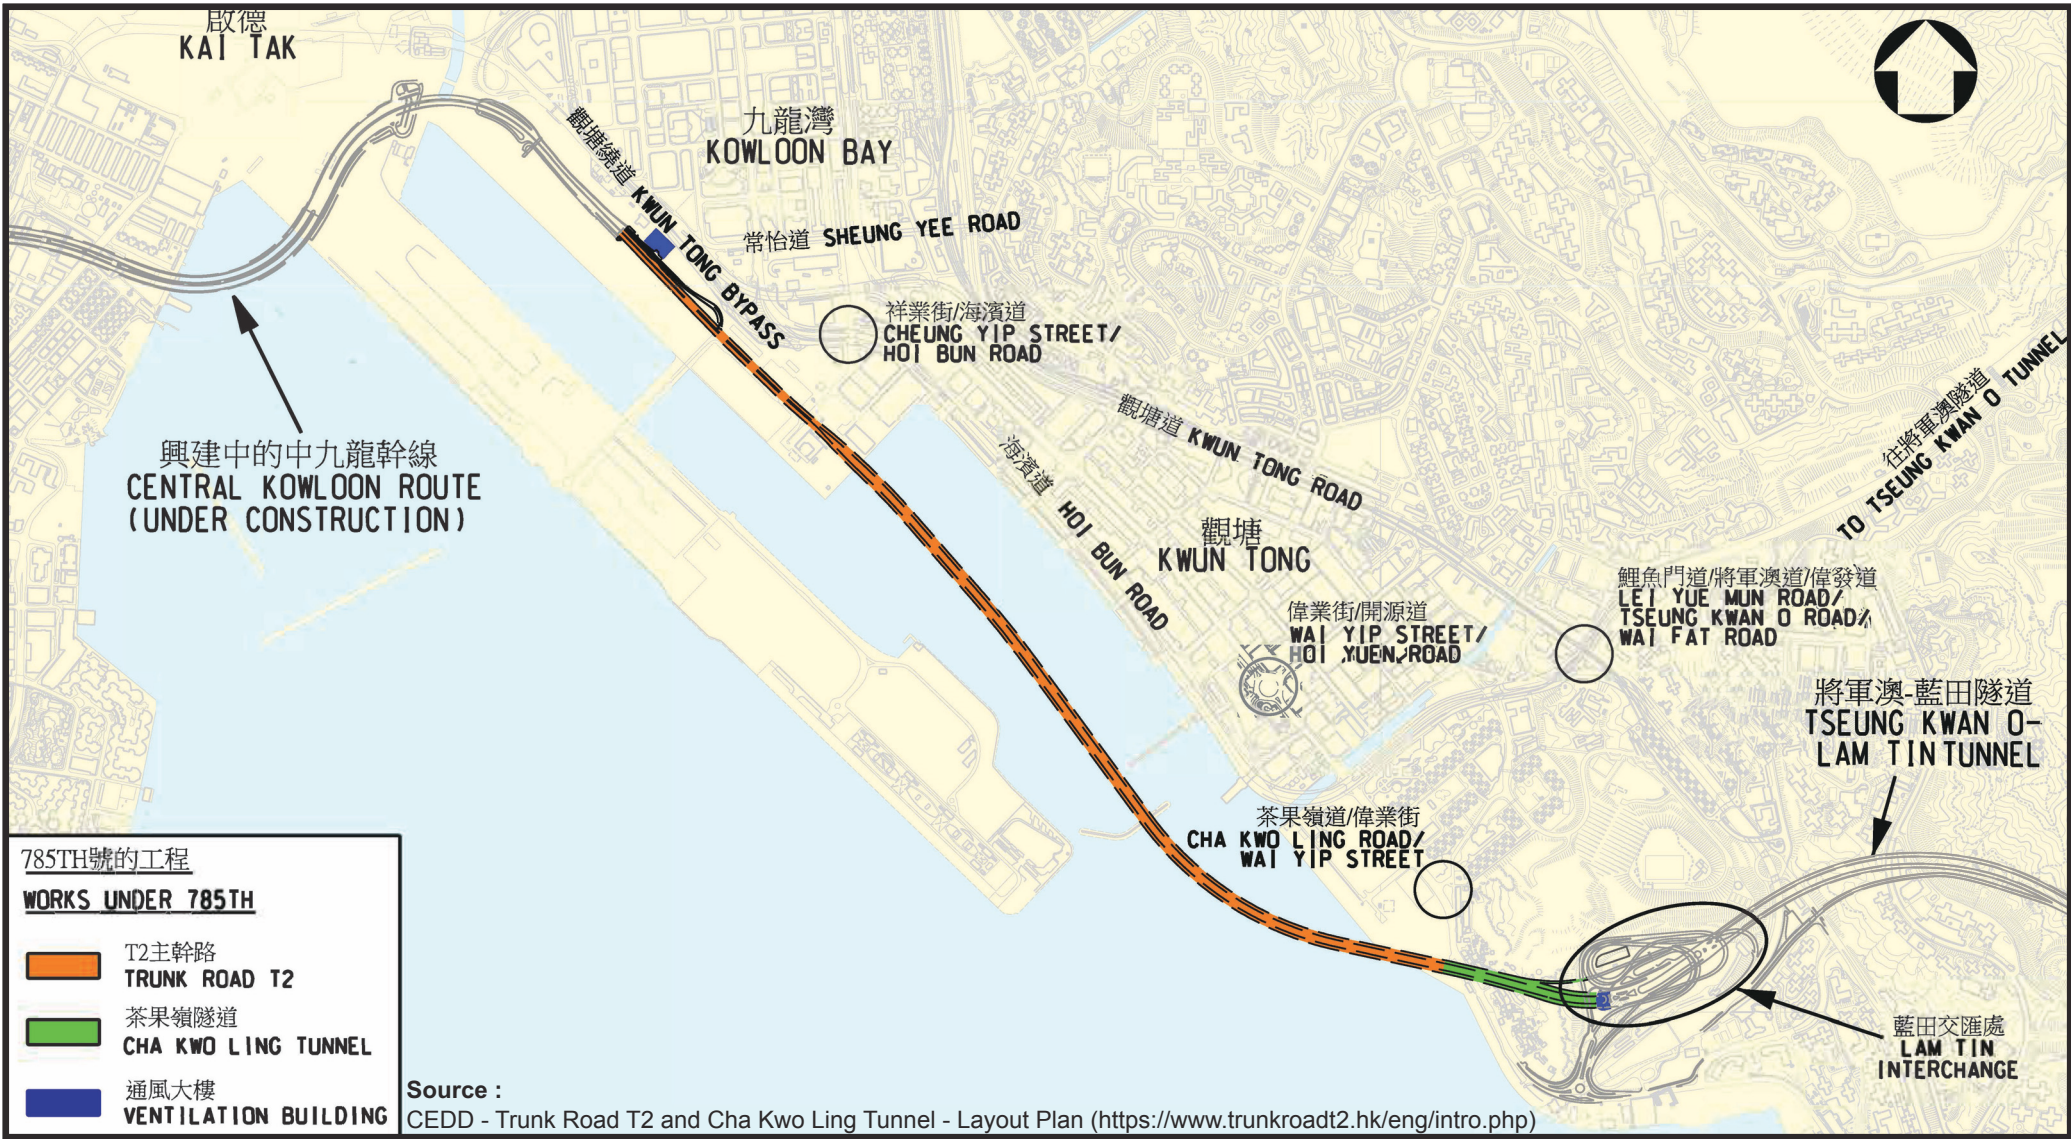 啟德
KAI TAK
九龍灣
KOWLOON BAY
觀塘繞道 KWUN TONG BYPASS
常怡道 SHEUNG YEE ROAD
祥業街/海濱道
CHEUNG YIP STREET/
HOI BUN ROAD
觀塘道 KWUN TONG ROAD
海濱道 HOI BUN ROAD
往將軍澳隧道
TO TSEUNG KWAN O TUNNEL
興建中的中九龍幹線
CENTRAL KOWLOON ROUTE
(UNDER CONSTRUCTION)
觀塘
KWUN TONG
偉業街/開源道
WAI YIP STREET/
HOI YUEN ROAD
鯉魚門道/將軍澳道/偉發道
LEI YUE MUN ROAD/
TSEUNG KWAN O ROAD/
WAI FAT ROAD
將軍澳-藍田隧道
TSEUNG KWAN O-
LAM TIN TUNNEL
茶果嶺道/偉業街
CHA KWO LING ROAD/
WAI YIP STREET
藍田交匯處
LAM TIN
INTERCHANGE
785TH號的工程
WORKS UNDER 785TH
T2主幹路
TRUNK ROAD T2
茶果嶺隧道
CHA KWO LING TUNNEL
通風大樓
VENTILATION BUILDING
Source :
CEDD - Trunk Road T2 and Cha Kwo Ling Tunnel - Layout Plan (https://www.trunkroadt2.hk/eng/intro.php)